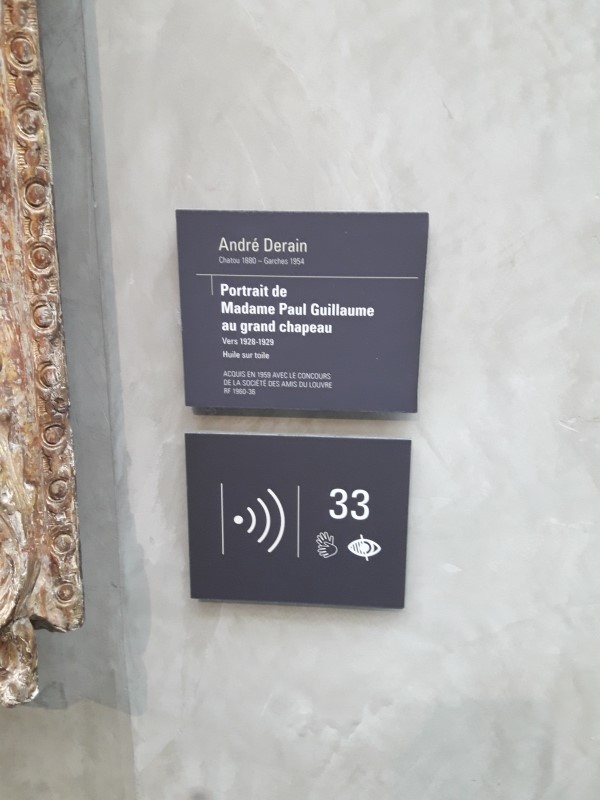 André Derain
Chatou 1880 – Garches 1954
Portrait de
Madame Paul Guillaume
au grand chapeau
Vers 1928-1929
Huile sur toile
ACQUIS EN 1959 AVEC LE CONCOURS
DE LA SOCIÉTÉ DES AMIS DU LOUVRE
RF 1960-36
33